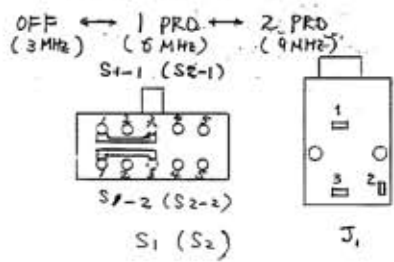 OFF ↔ 1 PRO ↔ 2 PRO
(3 MHz) (6 MHz) (9 MHz)
S1-1 (S2-1)
1
3 2
S1-2 (S2-2)
S1 (S2)
J1